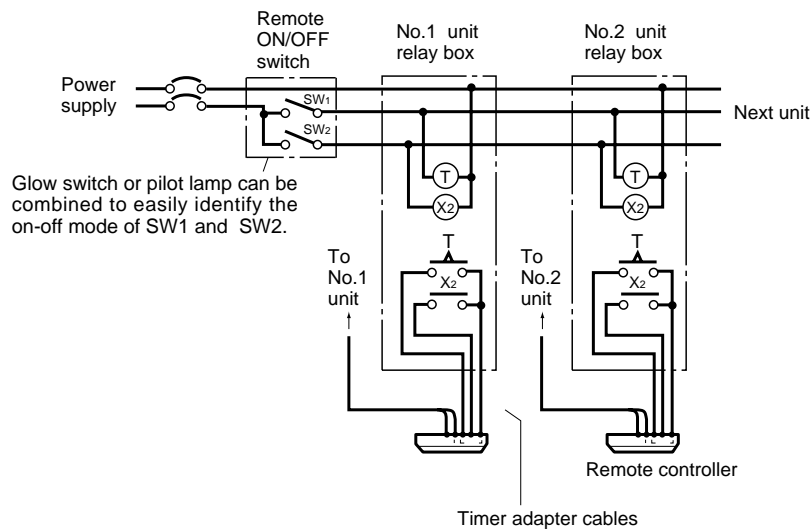 Remote
ON/OFF
switch
No.1 unit
relay box
No.2 unit
relay box
Power
supply
SW1
SW2
Next unit
Glow switch or pilot lamp can be
combined to easily identify the
on-off mode of SW1 and SW2.
T
X2
T
X2
To
No.1
unit
T
X2
To
No.2
unit
T
X2
Remote controller
Timer adapter cables